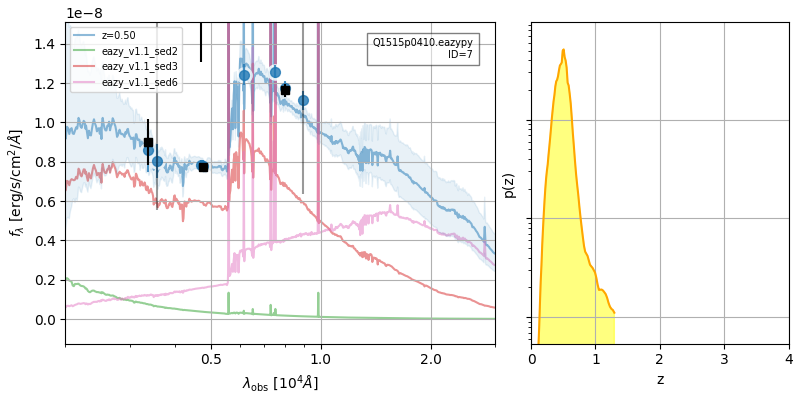 1e−8
z=0.50
eazy_v1.1_sed2
eazy_v1.1_sed3
eazy_v1.1_sed6
Q1515p0410.eazypy
ID=7
1.4
1.2
1.0
0.8
0.6
0.4
0.2
0.0
fλ [erg/s/cm²/Å]
0.5 1.0 2.0
λobs [10⁴Å]
p(z)
0 1 2 3 4
z